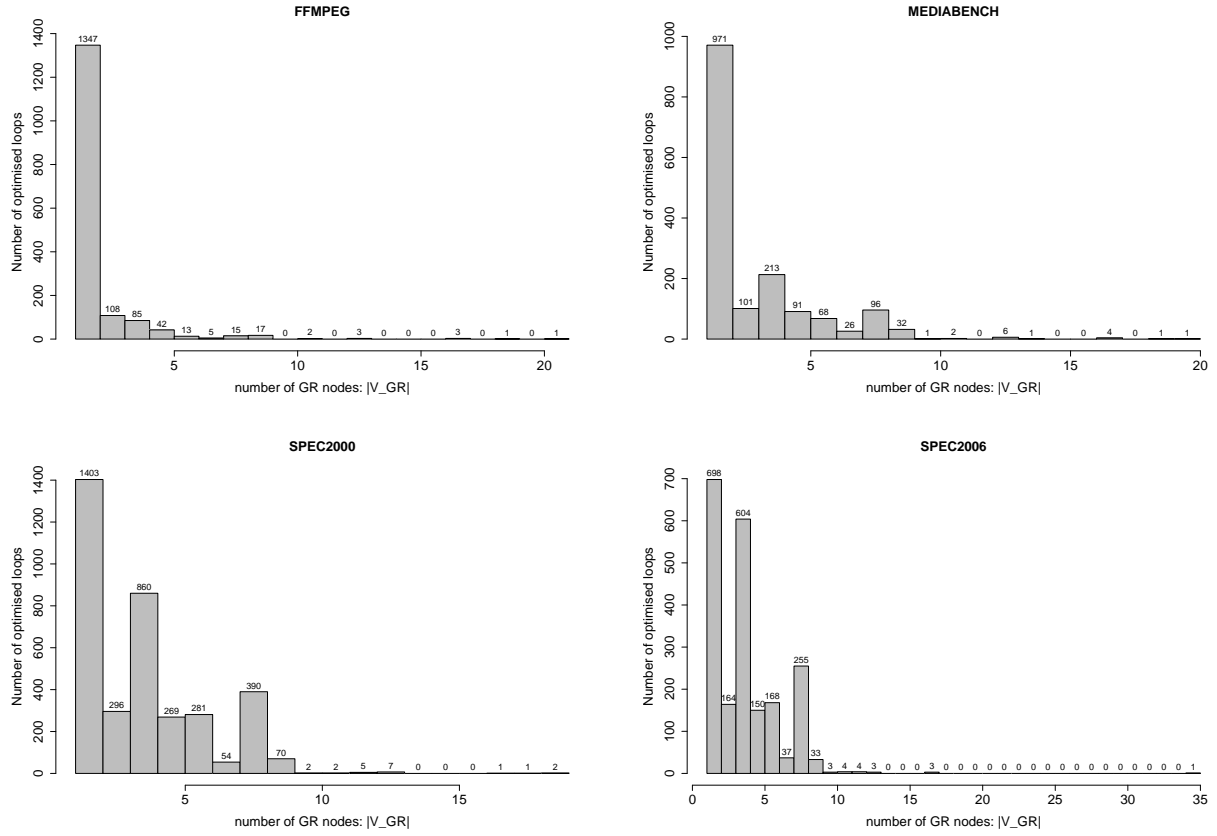 FFMPEG
Number of optimised loops
0 200 400 600 800 1000 1200 1400
1347 108 85 42 13 5 15 17 0 2 0 3 0 0 0 3 0 1 0 1
5 10 15 20
number of GR nodes: |V_GR|
MEDIABENCH
Number of optimised loops
0 200 400 600 800 1000
971 101 213 91 68 26 96 32 1 2 0 6 1 0 0 4 0 1 1
5 10 15 20
number of GR nodes: |V_GR|
SPEC2000
Number of optimised loops
0 200 400 600 800 1000 1200 1400
1403 296 860 269 281 54 390 70 2 2 5 7 0 0 0 1 1 2
5 10 15
number of GR nodes: |V_GR|
SPEC2006
Number of optimised loops
0 100 200 300 400 500 600 700
698 164 604 150 168 37 255 33 3 4 4 3 0 0 0 3 0 0 0 0 0 0 0 0 0 0 0 0 0 0 0 0 0 1
0 5 10 15 20 25 30 35
number of GR nodes: |V_GR|